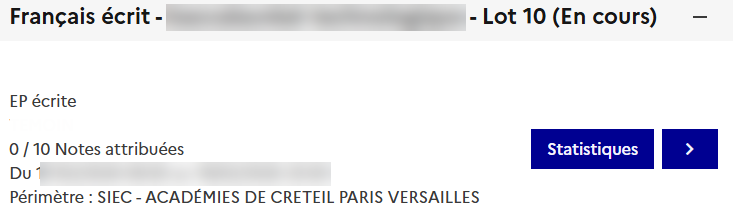 Français écrit - - Lot 10 (En cours)
EP écrite
0 / 10 Notes attribuées
Statistiques
Du
Périmètre : SIEC - ACADÉMIES DE CRETEIL PARIS VERSAILLES